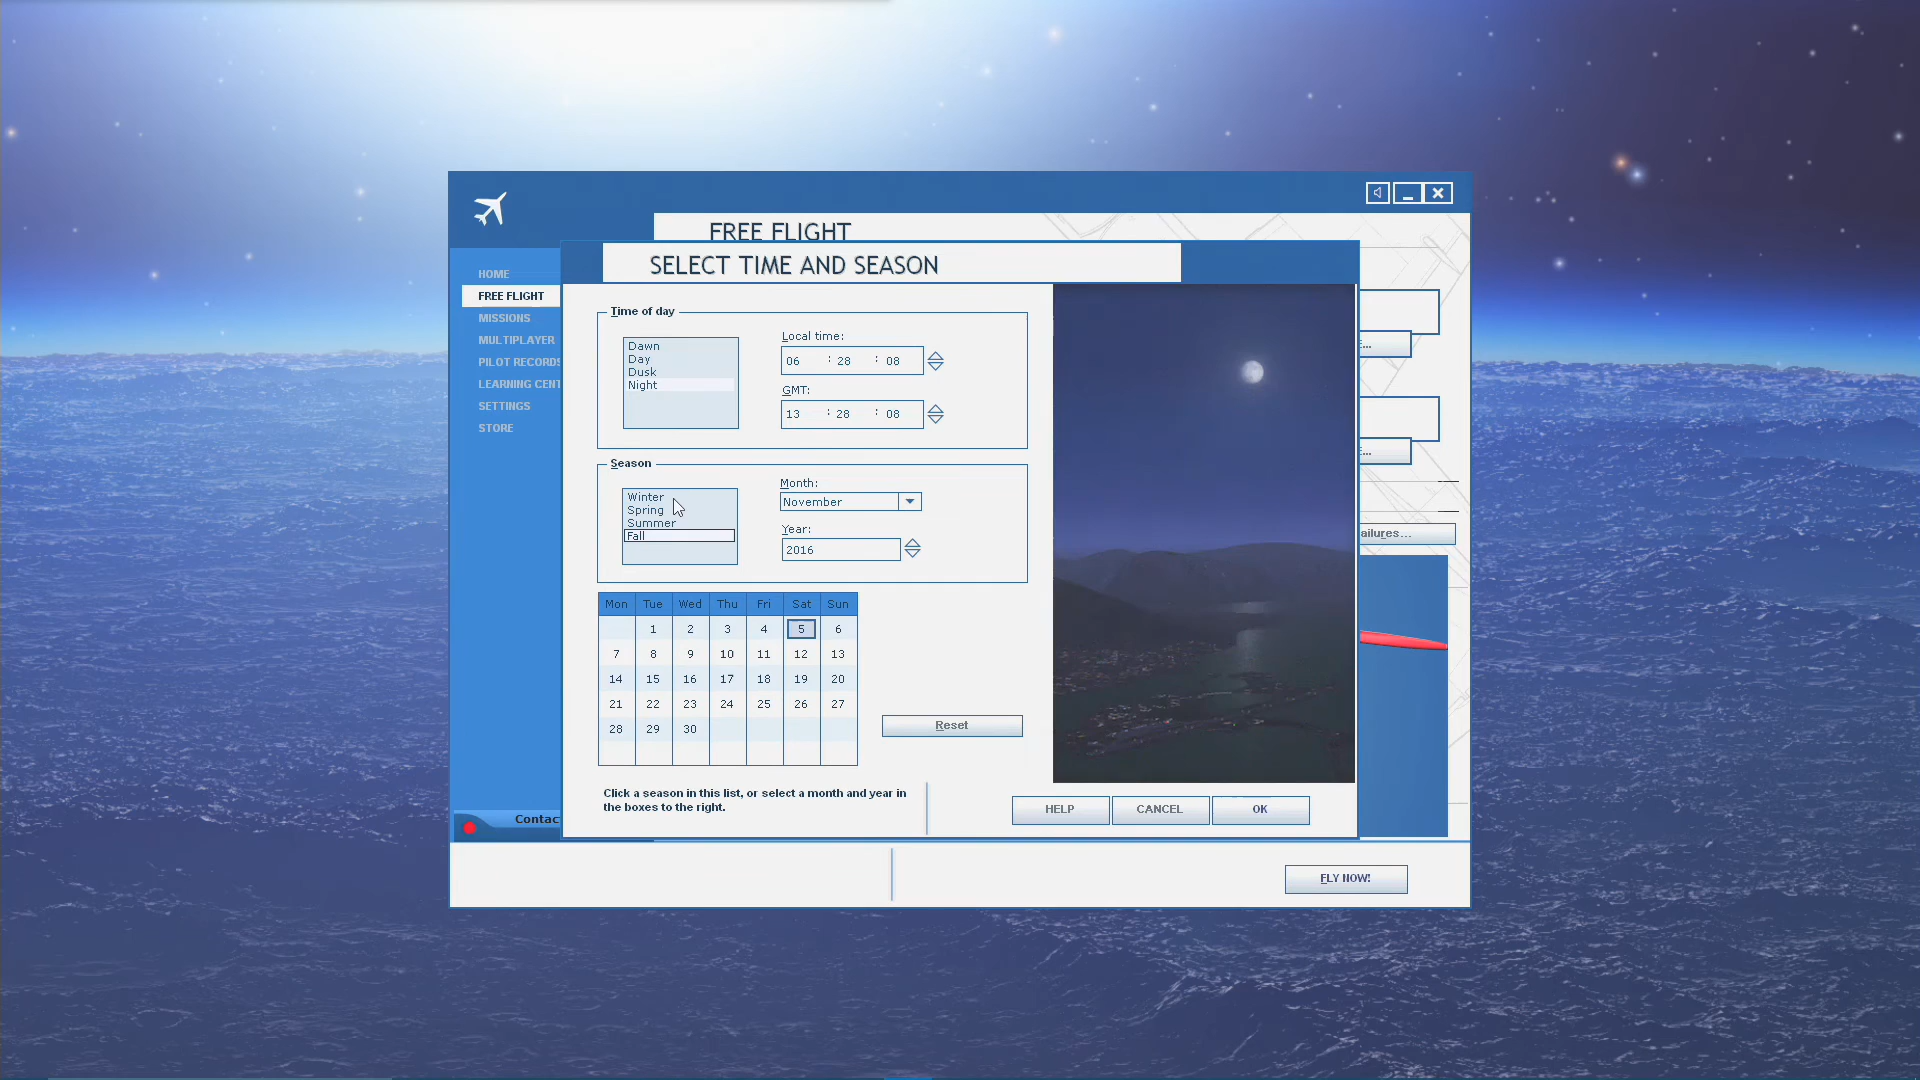 FREE FLIGHT
SELECT TIME AND SEASON
HOME
FREE FLIGHT
MISSIONS
MULTIPLAYER
PILOT RECORDS
LEARNING CENT
SETTINGS
STORE
Time of day
Dawn
Day
Dusk
Night
Local time:
06 : 28 : 08
GMT:
13 : 28 : 08
Season
Winter
Spring
Summer
Fall
Month:
November
Year:
2016
Mon Tue Wed Thu Fri Sat Sun
1 2 3 4 5 6
7 8 9 10 11 12 13
14 15 16 17 18 19 20
21 22 23 24 25 26 27
28 29 30
Reset
Click a season in this list, or select a month and year in
the boxes to the right.
HELP CANCEL OK
E...
E...
ailures...
Contac
FLY NOW!